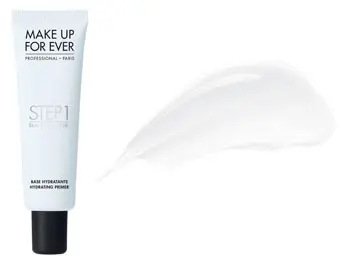 MAKE UP
FOR EVER
PROFESSIONAL – PARIS
STEP 1
BASE HYDRATANTE
HYDRATING PRIMER